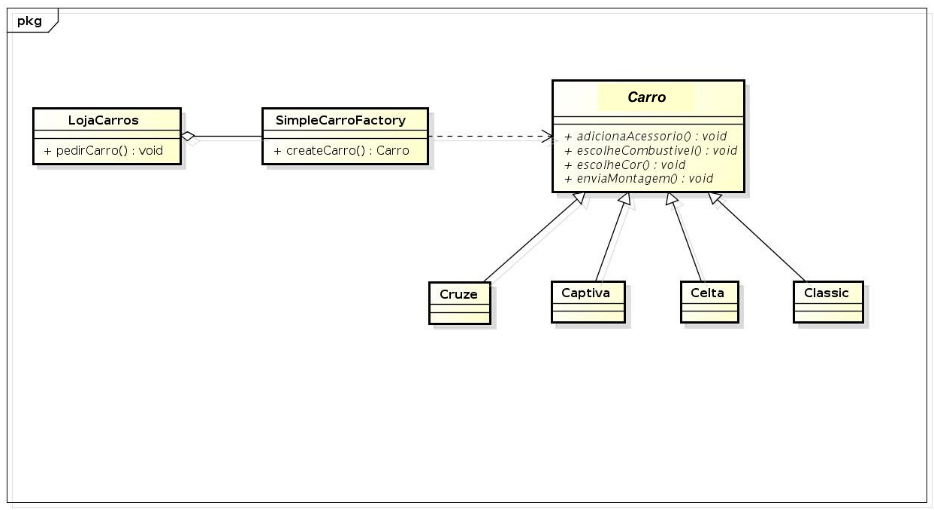 pkg
LojaCarros
+ pedirCarro() : void
SimpleCarroFactory
+ createCarro() : Carro
Carro
+ adicionaAcessorio() : void
+ escolheCombustivel() : void
+ escolheCor() : void
+ enviaMontagem() : void
Cruze
Captiva
Celta
Classic